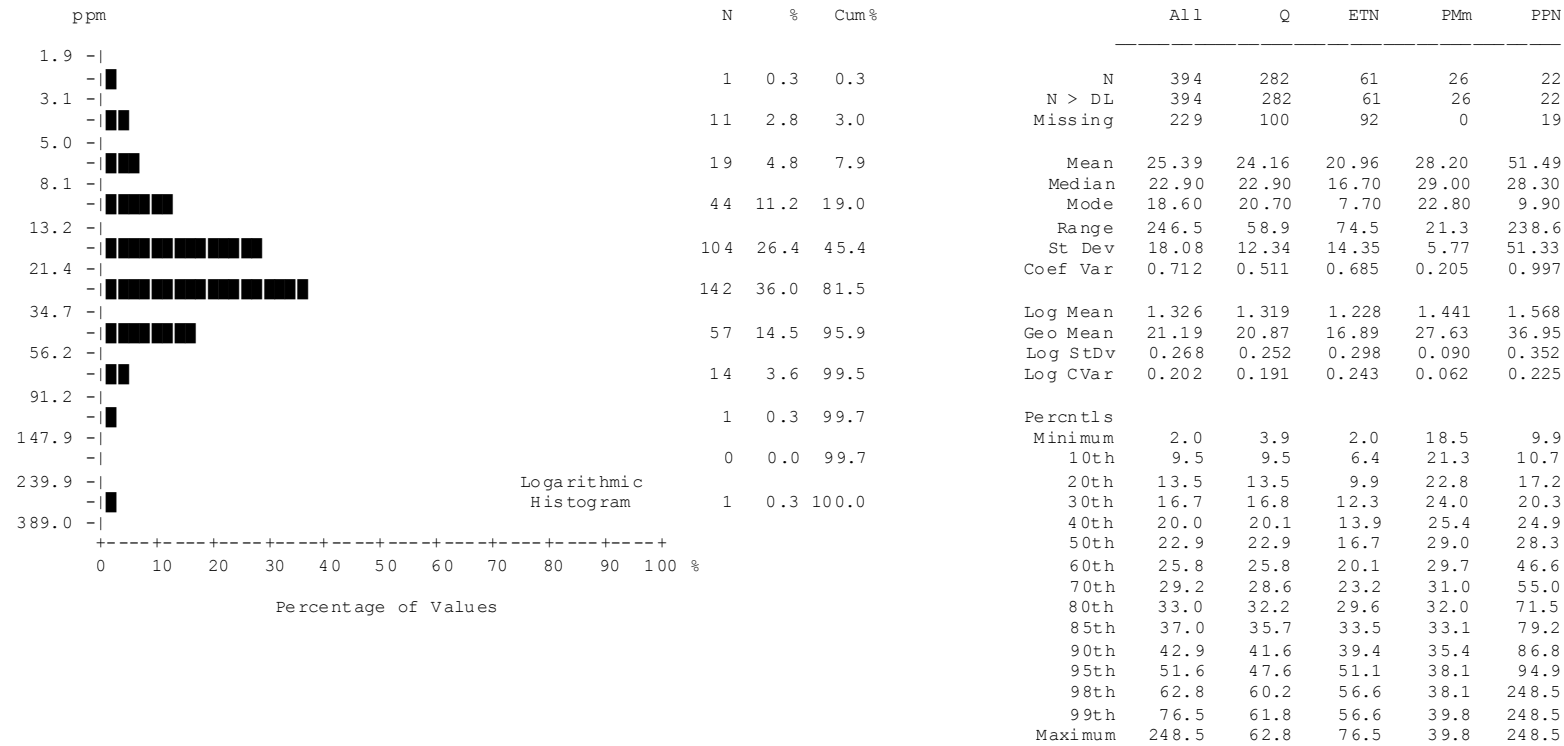 ppm N % Cum% All Q ETN PMm PPN
1.9 -|
-| 1 0.3 0.3 N 394 282 61 26 22
3.1 -| N > DL 394 282 61 26 22
-| 11 2.8 3.0 Missing 229 100 92 0 19
5.0 -|
-| 19 4.8 7.9 Mean 25.39 24.16 20.96 28.20 51.49
8.1 -| Median 22.90 22.90 16.70 29.00 28.30
-| 44 11.2 19.0 Mode 18.60 20.70 7.70 22.80 9.90
13.2 -| Range 246.5 58.9 74.5 21.3 238.6
-| 104 26.4 45.4 St Dev 18.08 12.34 14.35 5.77 51.33
21.4 -| Coef Var 0.712 0.511 0.685 0.205 0.997
-| 142 36.0 81.5
34.7 -| Log Mean 1.326 1.319 1.228 1.441 1.568
-| 57 14.5 95.9 Geo Mean 21.19 20.87 16.89 27.63 36.95
56.2 -| Log StDv 0.268 0.252 0.298 0.090 0.352
-| 14 3.6 99.5 Log CVar 0.202 0.191 0.243 0.062 0.225
91.2 -|
-| 1 0.3 99.7 Percntls
147.9 -| Minimum 2.0 3.9 2.0 18.5 9.9
-| 0 0.0 99.7 10th 9.5 9.5 6.4 21.3 10.7
239.9 -| Logarithmic 20th 13.5 13.5 9.9 22.8 17.2
-| Histogram 1 0.3 100.0 30th 16.7 16.8 12.3 24.0 20.3
389.0 -| 40th 20.0 20.1 13.9 25.4 24.9
+----+----+----+----+----+----+----+----+----+----+ 50th 22.9 22.9 16.7 29.0 28.3
0 10 20 30 40 50 60 70 80 90 100 % 60th 25.8 25.8 20.1 29.7 46.6
70th 29.2 28.6 23.2 31.0 55.0
Percentage of Values 80th 33.0 32.2 29.6 32.0 71.5
85th 37.0 35.7 33.5 33.1 79.2
90th 42.9 41.6 39.4 35.4 86.8
95th 51.6 47.6 51.1 38.1 94.9
98th 62.8 60.2 56.6 38.1 248.5
99th 76.5 61.8 56.6 39.8 248.5
Maximum 248.5 62.8 76.5 39.8 248.5